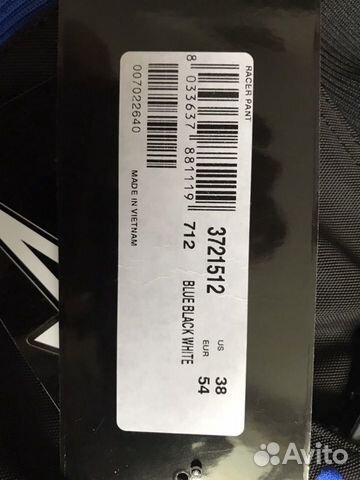 RACER PANT
8 033637 881119
007022640
MADE IN VIETNAM
3721512
712 BLUE BLACK WHITE
US 38
EUR 54
Avito